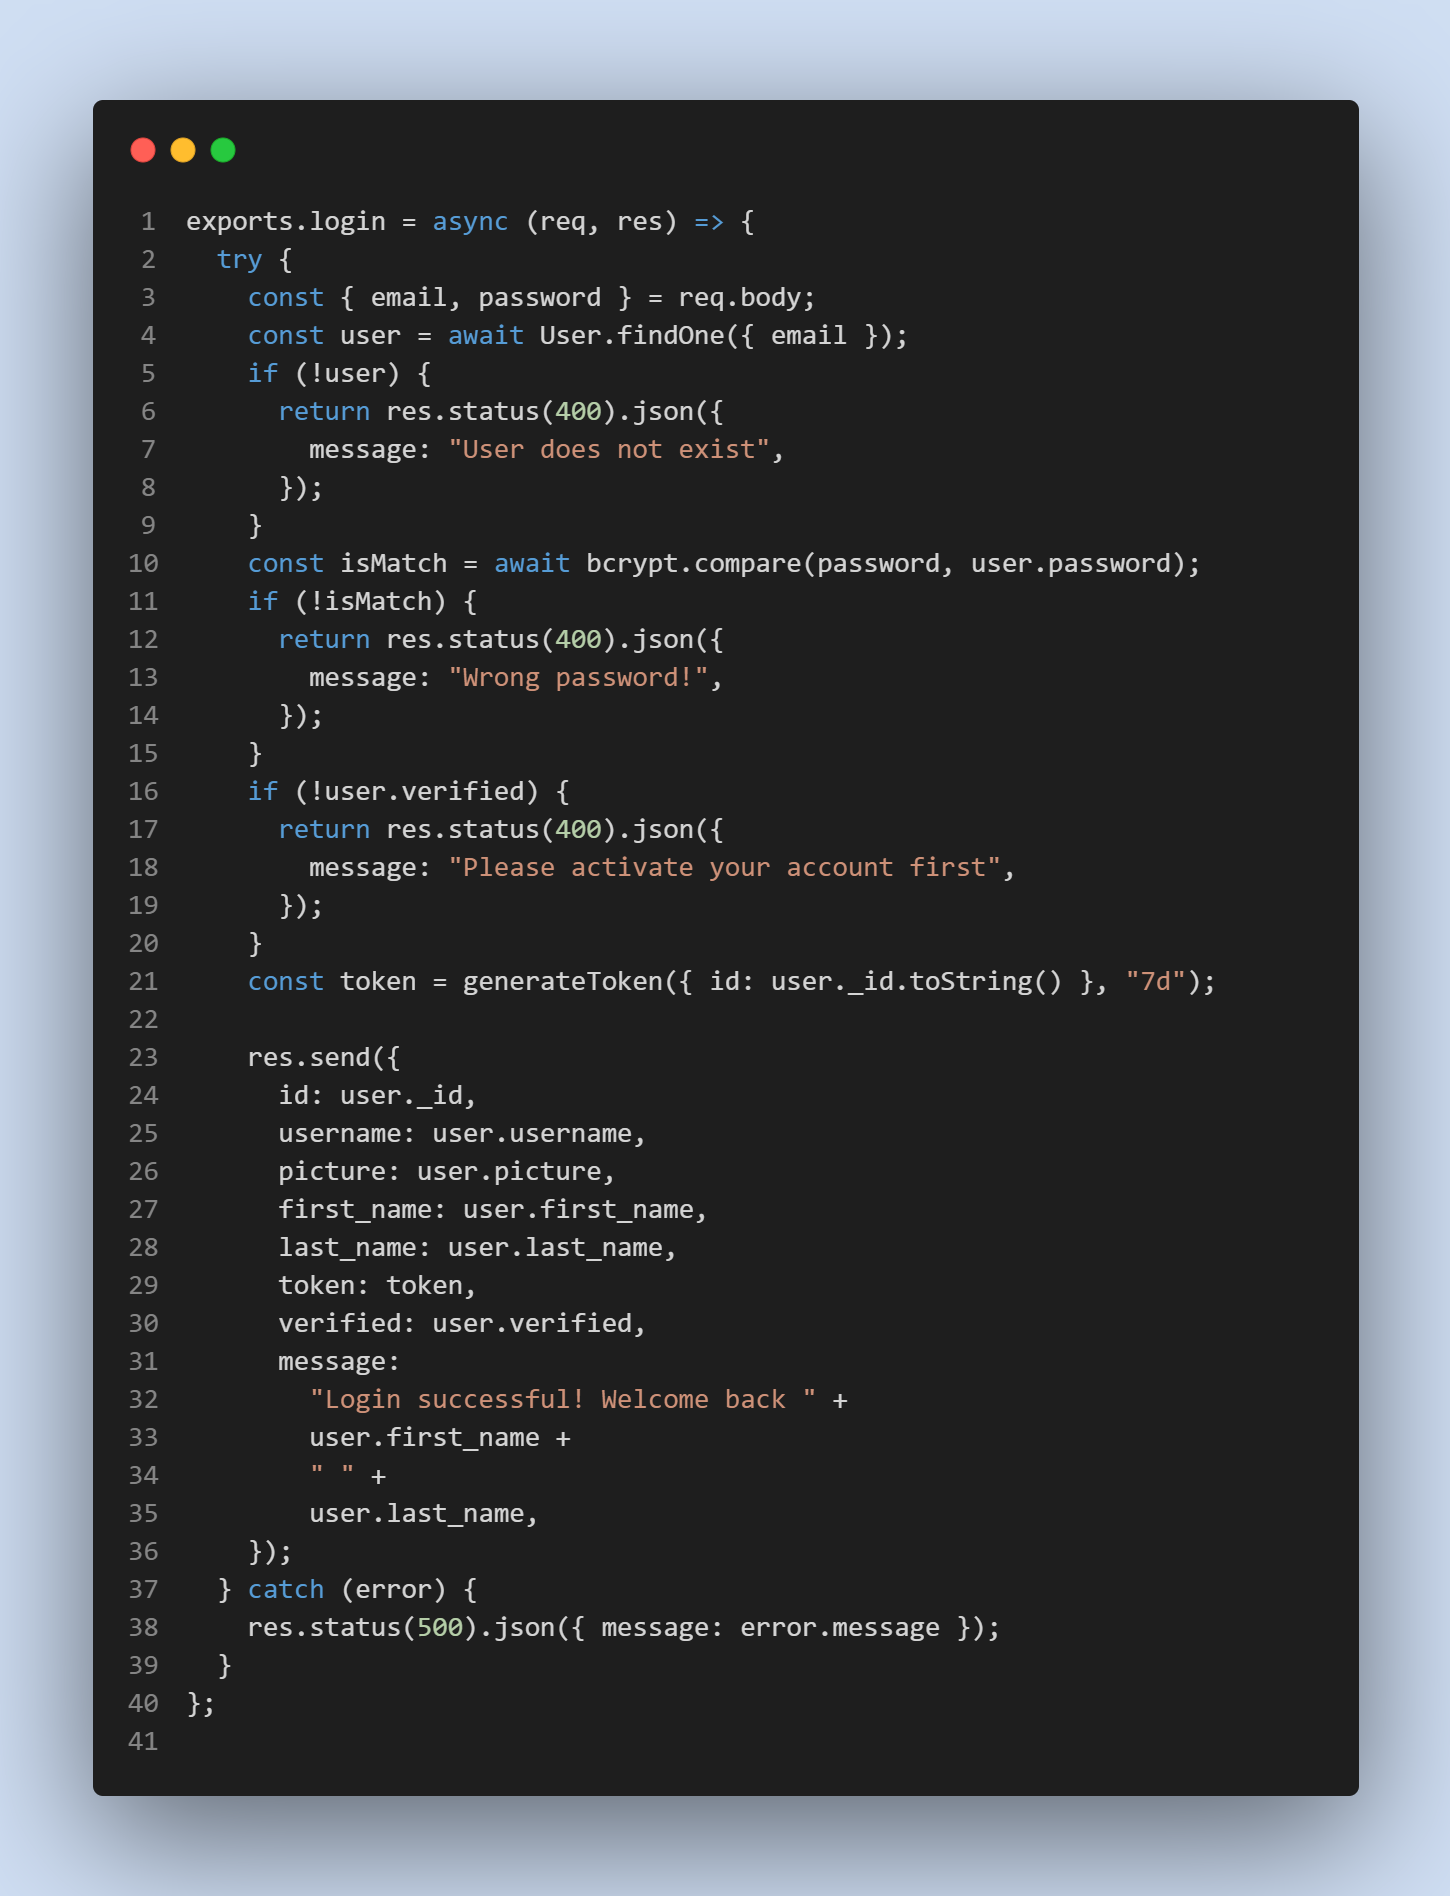 1 exports.login = async (req, res) => {
2   try {
3     const { email, password } = req.body;
4     const user = await User.findOne({ email });
5     if (!user) {
6       return res.status(400).json({
7         message: "User does not exist",
8       });
9     }
10     const isMatch = await bcrypt.compare(password, user.password);
11     if (!isMatch) {
12       return res.status(400).json({
13         message: "Wrong password!",
14       });
15     }
16     if (!user.verified) {
17       return res.status(400).json({
18         message: "Please activate your account first",
19       });
20     }
21     const token = generateToken({ id: user._id.toString() }, "7d");
22
23     res.send({
24       id: user._id,
25       username: user.username,
26       picture: user.picture,
27       first_name: user.first_name,
28       last_name: user.last_name,
29       token: token,
30       verified: user.verified,
31       message:
32         "Login successful! Welcome back " +
33         user.first_name +
34         " " +
35         user.last_name,
36     });
37   } catch (error) {
38     res.status(500).json({ message: error.message });
39   }
40 };
41